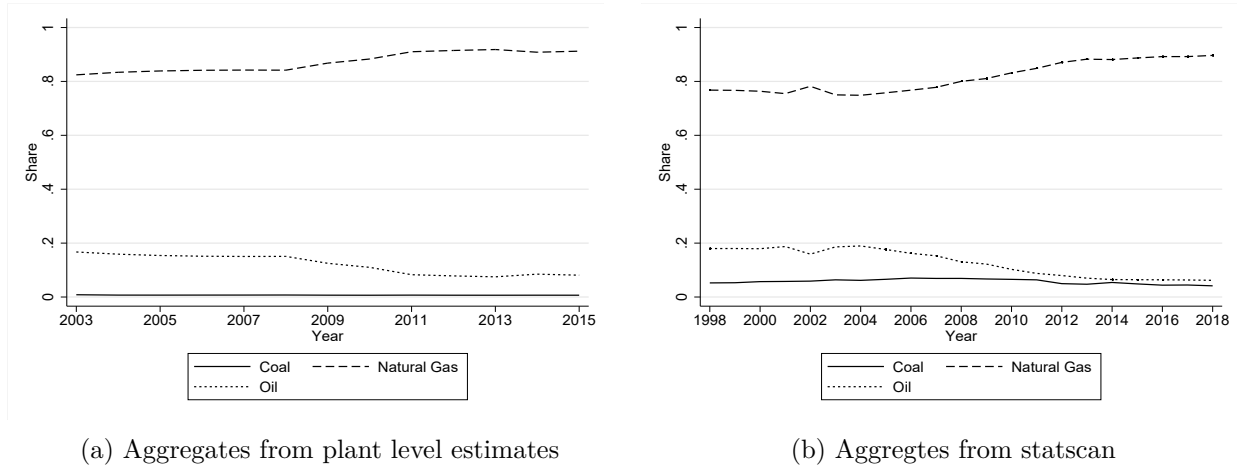 1
.8
.6
.4
.2
0
Share
2003 2005 2007 2009 2011 2013 2015
Year
Coal Natural Gas
Oil
(a) Aggregates from plant level estimates
1
.8
.6
.4
.2
0
Share
1998 2000 2002 2004 2006 2008 2010 2012 2014 2016 2018
Year
Coal Natural Gas
Oil
(b) Aggregtes from statscan